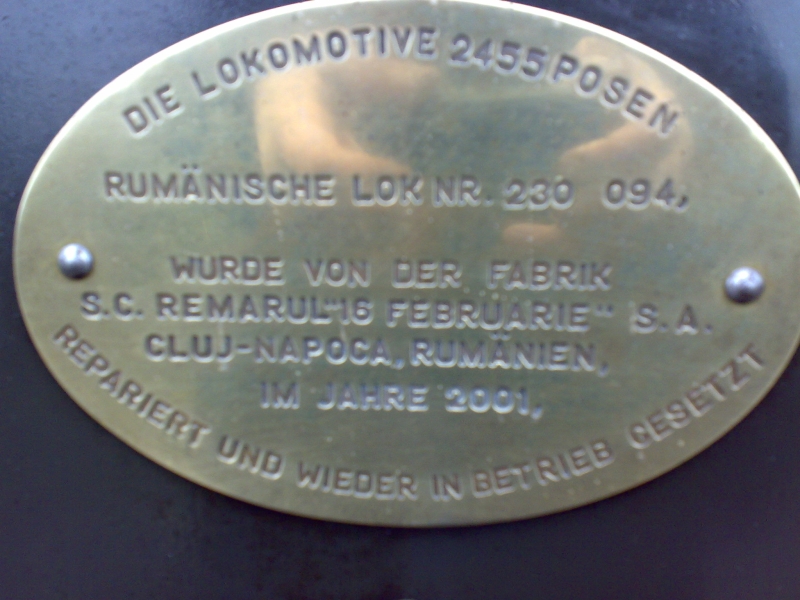 DIE LOKOMOTIVE 2455 POSEN
RUMÄNISCHE LOK NR. 230 094,
WURDE VON DER FABRIK
S.C. REMARUL "16 FEBRUARIE" S.A.
CLUJ-NAPOCA, RUMÄNIEN,
IM JAHRE 2001,
REPARIERT UND WIEDER IN BETRIEB GESETZT